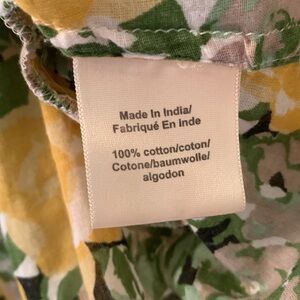 Made In India/
Fabriqué En Inde
100% cotton/coton/
Cotone/baumwolle/
algodon